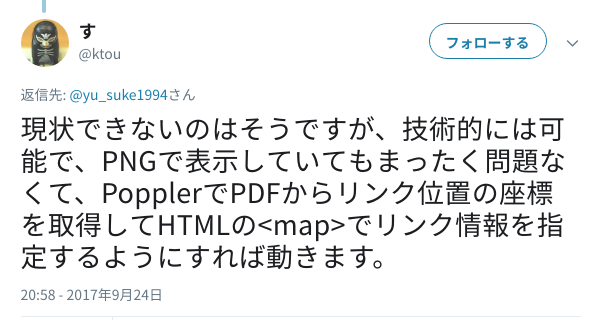 す
@ktou
フォローする
返信先: @yu_suke1994さん
現状できないのはそうですが、技術的には可
能で、PNGで表示していてもまったく問題な
くて、PopplerでPDFからリンク位置の座標
を取得してHTMLの<map>でリンク情報を指
定するようにすれば動きます。
20:58 - 2017年9月24日